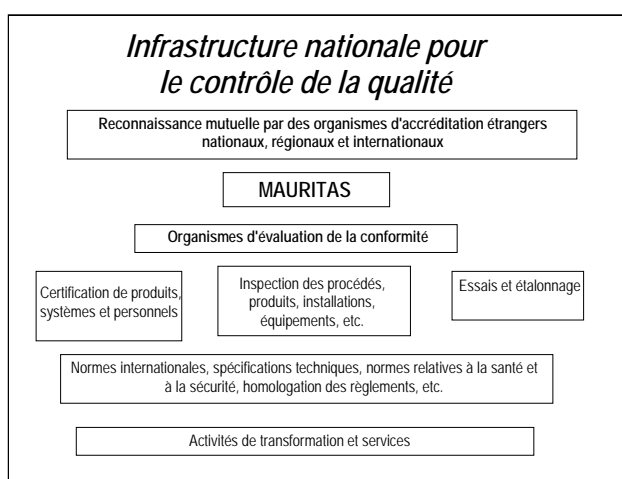 Infrastructure nationale pour
le contrôle de la qualité
Reconnaissance mutuelle par des organismes d'accréditation étrangers
nationaux, régionaux et internationaux
MAURITAS
Organismes d'évaluation de la conformité
Certification de produits,
systèmes et personnels
Inspection des procédés,
produits, installations,
équipements, etc.
Essais et étalonnage
Normes internationales, spécifications techniques, normes relatives à la santé et
à la sécurité, homologation des règlements, etc.
Activités de transformation et services